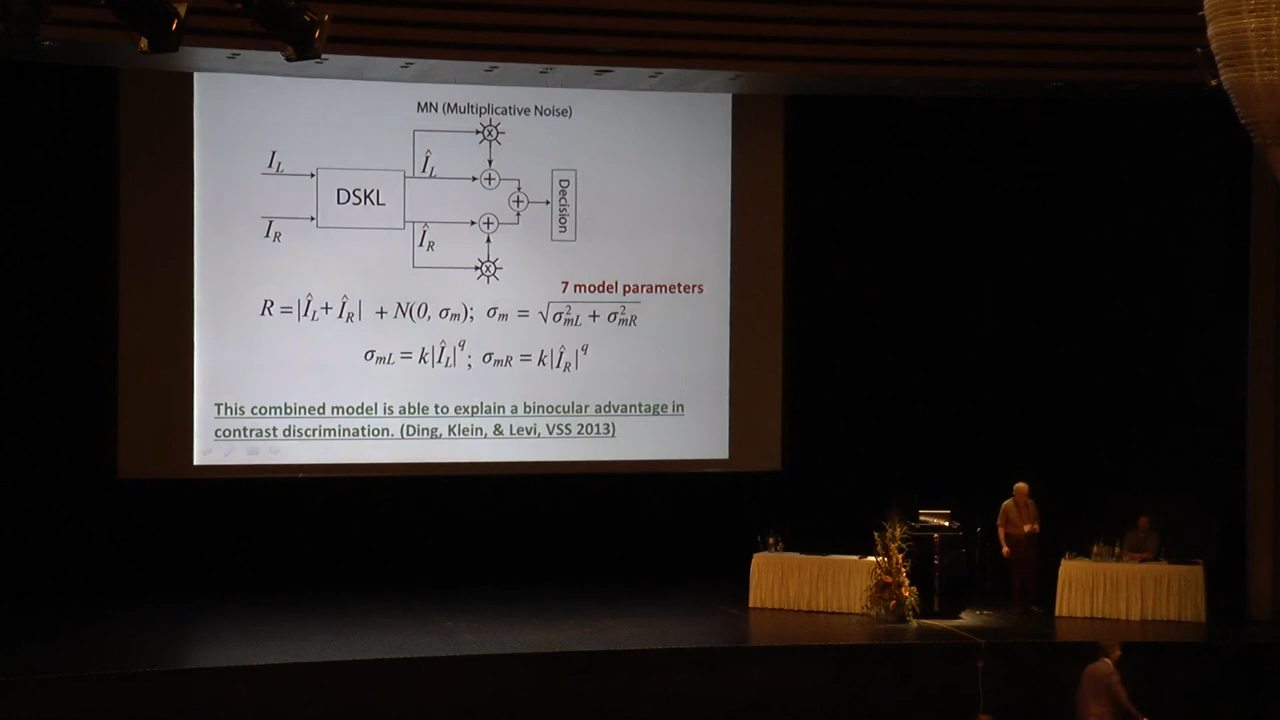 MN (Multiplicative Noise)
I_L
Î_L
DSKL
Decision
I_R
Î_R
7 model parameters
R = |Î_L + Î_R| + N(0, σ_m); σ_m = √(σ²_mL + σ²_mR)
σ_mL = k|Î_L|^q; σ_mR = k|Î_R|^q
This combined model is able to explain a binocular advantage in
contrast discrimination. (Ding, Klein, & Levi, VSS 2013)